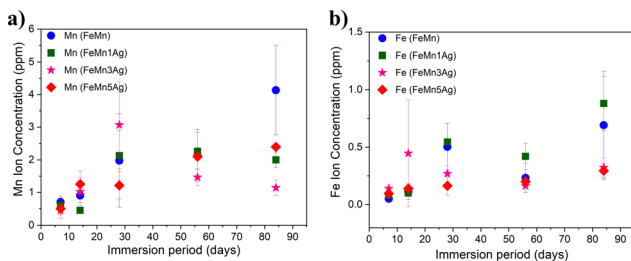 a)
Mn (FeMn)
Mn (FeMn1Ag)
Mn (FeMn3Ag)
Mn (FeMn5Ag)
Mn Ion Concentration (ppm)
6
5
4
3
2
1
0
0 10 20 30 40 50 60 70 80 90
Immersion period (days)
b)
Fe (FeMn)
Fe (FeMn1Ag)
Fe (FeMn3Ag)
Fe (FeMn5Ag)
Fe Ion Concentration (ppm)
1.5
1.0
0.5
0.0
0 10 20 30 40 50 60 70 80 90
Immersion period (days)